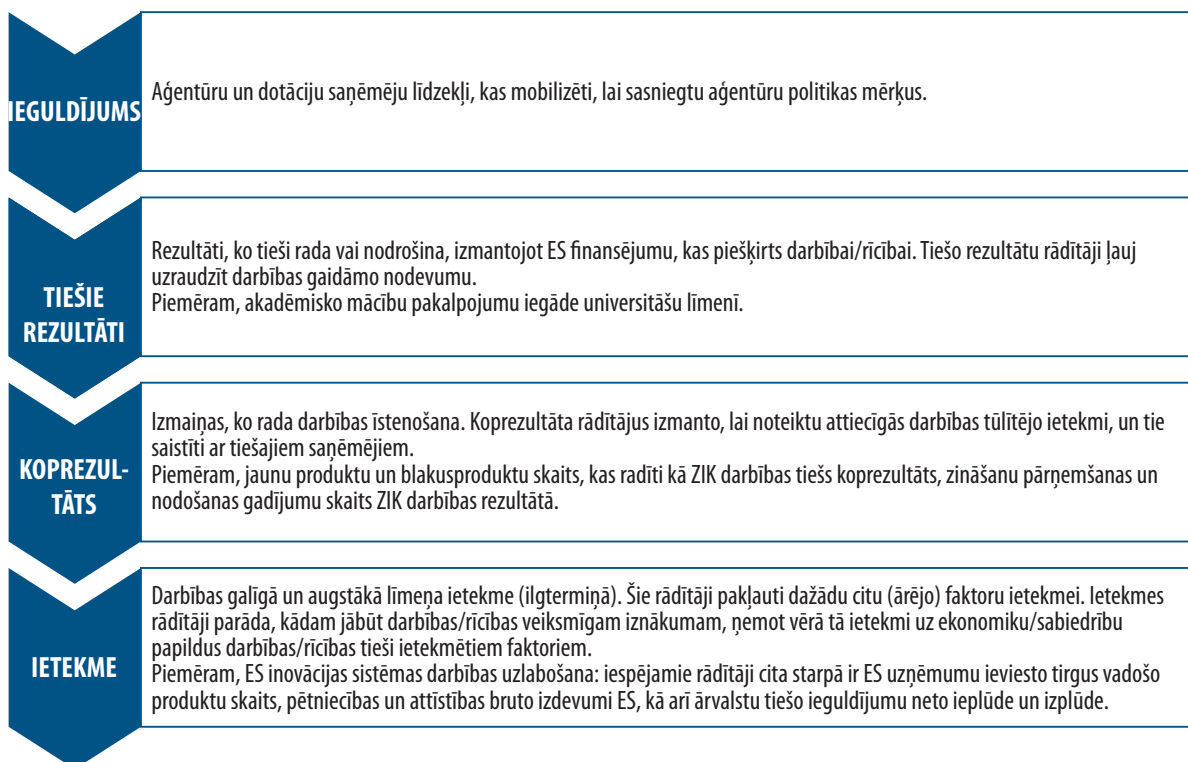 IEGULDĪJUMS
Aģentūru un dotāciju saņēmēju līdzekļi, kas mobilizēti, lai sasniegtu aģentūru politikas mērķus.
TIEŠIE
REZULTĀTI
Rezultāti, ko tieši rada vai nodrošina, izmantojot ES finansējumu, kas piešķirts darbībai/rīcībai. Tiešo rezultātu rādītāji ļauj
uzraudzīt darbības gaidāmo nodevumu.
Piemēram, akadēmisko mācību pakalpojumu iegāde universitāšu līmenī.
KOPREZUL-
TĀTS
Izmaiņas, ko rada darbības īstenošana. Koprezultāta rādītājus izmanto, lai noteiktu attiecīgās darbības tūlītējo ietekmi, un tie
saistīti ar tiešajiem saņēmējiem.
Piemēram, jaunu produktu un blakusproduktu skaits, kas radīti kā ZIK darbības tiešs koprezultāts, zināšanu pārņemšanas un
nodošanas gadījumu skaits ZIK darbības rezultātā.
IETEKME
Darbības galīgā un augstākā līmeņa ietekme (ilgtermiņā). Šie rādītāji pakļauti dažādu citu (ārējo) faktoru ietekmei. Ietekmes
rādītāji parāda, kādam jābūt darbības/rīcības veiksmīgam iznākumam, ņemot vērā tā ietekmi uz ekonomiku/sabiedrību
papildus darbības/rīcības tieši ietekmētiem faktoriem.
Piemēram, ES inovācijas sistēmas darbības uzlabošana: iespējamie rādītāji cita starpā ir ES uzņēmumu ieviesto tirgus vadošo
produktu skaits, pētniecības un attīstības bruto izdevumi ES, kā arī ārvalstu tiešo ieguldījumu neto ieplūde un izplūde.